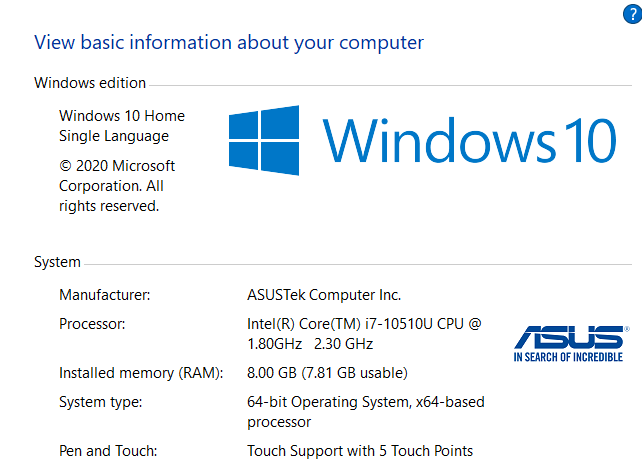 ?
View basic information about your computer
Windows edition
Windows 10 Home
Single Language
© 2020 Microsoft
Corporation. All
rights reserved.
Windows 10
System
Manufacturer: ASUSTek Computer Inc.
Processor: Intel(R) Core(TM) i7-10510U CPU @
1.80GHz 2.30 GHz
ASUS®
IN SEARCH OF INCREDIBLE
Installed memory (RAM): 8.00 GB (7.81 GB usable)
System type: 64-bit Operating System, x64-based
processor
Pen and Touch: Touch Support with 5 Touch Points